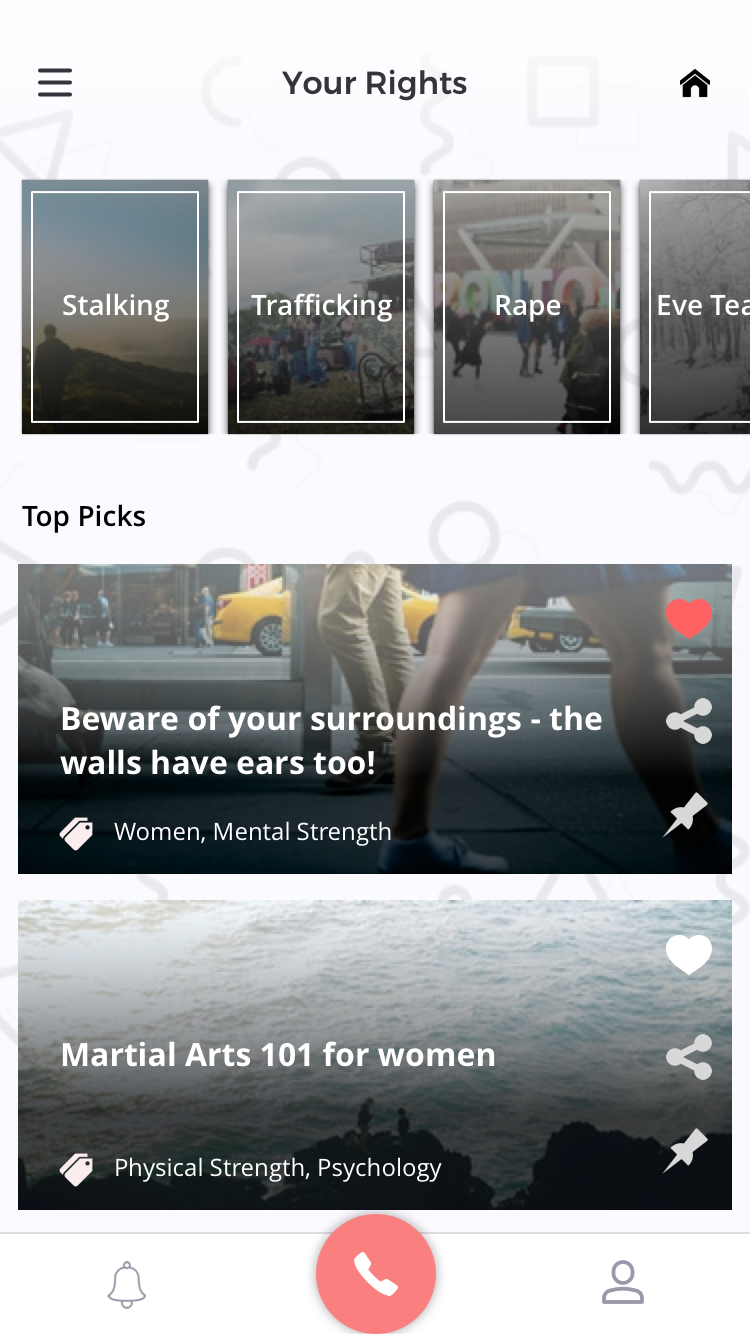 Your Rights
Stalking
Trafficking
Rape
Eve Tea
Top Picks
Beware of your surroundings - the
walls have ears too!
Women, Mental Strength
Martial Arts 101 for women
Physical Strength, Psychology